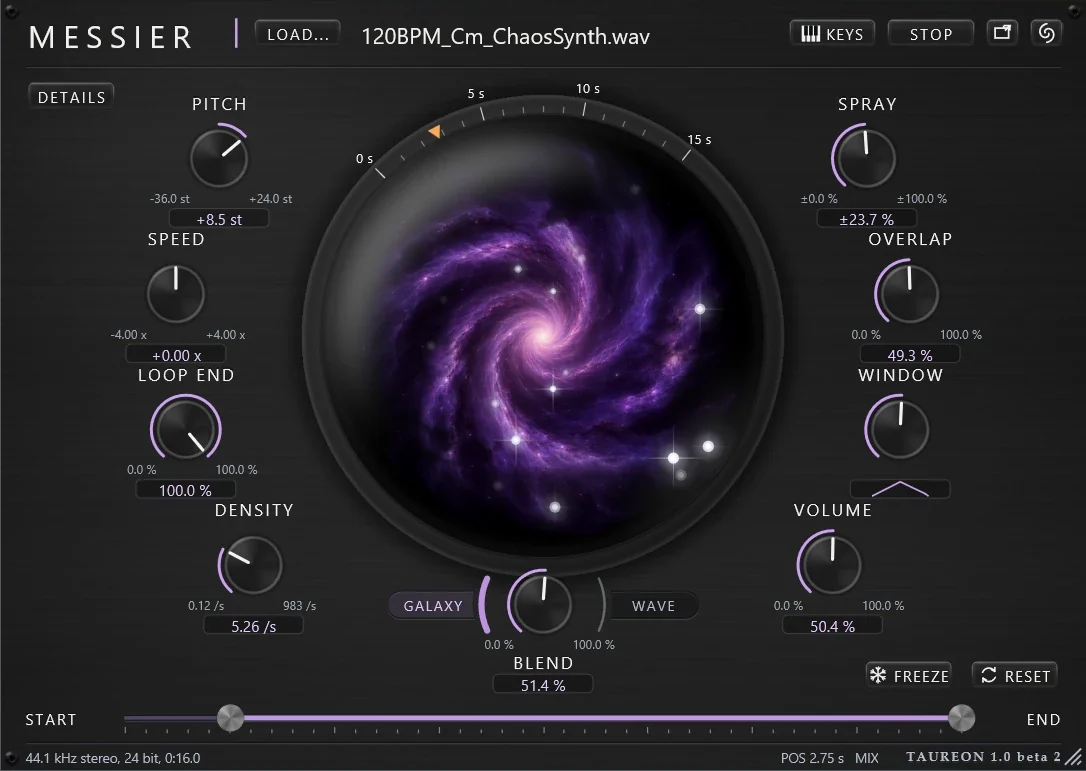 MESSIER
LOAD...
120BPM_Cm_ChaosSynth.wav
KEYS
STOP
DETAILS
PITCH
-36.0 st
+24.0 st
+8.5 st
SPEED
-4.00 x
+4.00 x
+0.00 x
LOOP END
0.0 %
100.0 %
100.0 %
DENSITY
0.12 /s
983 /s
5.26 /s
0 s
5 s
10 s
15 s
SPRAY
±0.0 %
±100.0 %
±23.7 %
OVERLAP
0.0 %
100.0 %
49.3 %
WINDOW
VOLUME
0.0 %
100.0 %
50.4 %
GALAXY
WAVE
0.0 %
100.0 %
BLEND
51.4 %
FREEZE
RESET
START
END
44.1 kHz stereo, 24 bit, 0:16.0
POS 2.75 s
MIX
TAUREON 1.0 beta 2